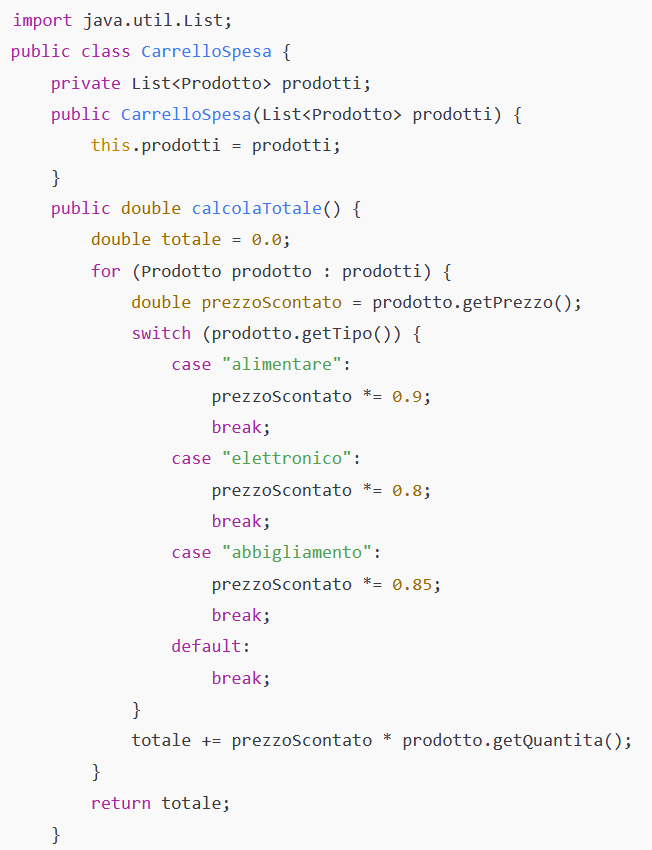 import java.util.List;
public class CarrelloSpesa {
    private List<Prodotto> prodotti;
    public CarrelloSpesa(List<Prodotto> prodotti) {
        this.prodotti = prodotti;
    }
    public double calcolaTotale() {
        double totale = 0.0;
        for (Prodotto prodotto : prodotti) {
            double prezzoScontato = prodotto.getPrezzo();
            switch (prodotto.getTipo()) {
                case "alimentare":
                    prezzoScontato *= 0.9;
                    break;
                case "elettronico":
                    prezzoScontato *= 0.8;
                    break;
                case "abbigliamento":
                    prezzoScontato *= 0.85;
                    break;
                default:
                    break;
            }
            totale += prezzoScontato * prodotto.getQuantita();
        }
        return totale;
    }